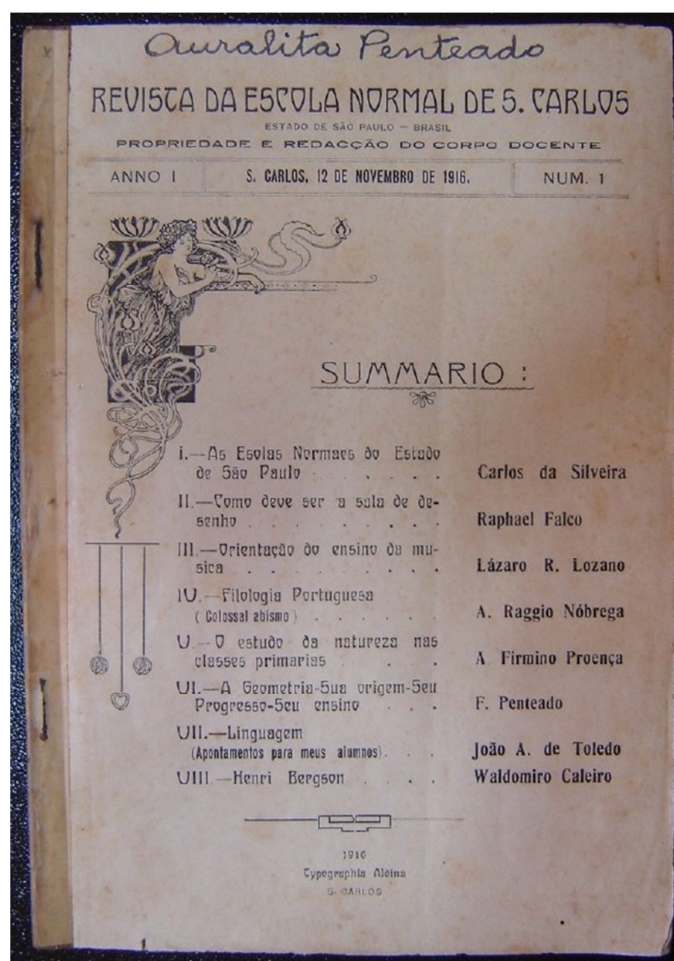 Auralita Penteado
REVISTA DA ESCOLA NORMAL DE S. CARLOS
ESTADO DE SÃO PAULO — BRASIL
PROPRIEDADE E REDACÇÃO DO CORPO DOCENTE
ANNO I S. CARLOS, 12 DE NOVEMBRO DE 1916. NUM. 1
SUMMARIO :
I.—As Escolas Normaes do Estado
de São Paulo . . . . . Carlos da Silveira
II.—Como deve ser a sala de de-
senho . . . . . . . . Raphael Falco
III.—Orientação do ensino da mu-
sica . . . . . . . . Lázaro R. Lozano
IV.—Filologia Portuguesa
( Colossal abismo ) . . . . . A. Raggio Nóbrega
V.—O estudo da natureza nas
classes primarias . . . . A. Firmino Proença
VI.—A Geometria-Sua origem-Seu
Progresso-Seu ensino . . . F. Penteado
VII.—Linguagem
(Apontamentos para meus alumnos) . . . João A. de Toledo
VIII.—Henri Bergson . . . . Waldomiro Caleiro
1916
Typographia Aldina
S. CARLOS